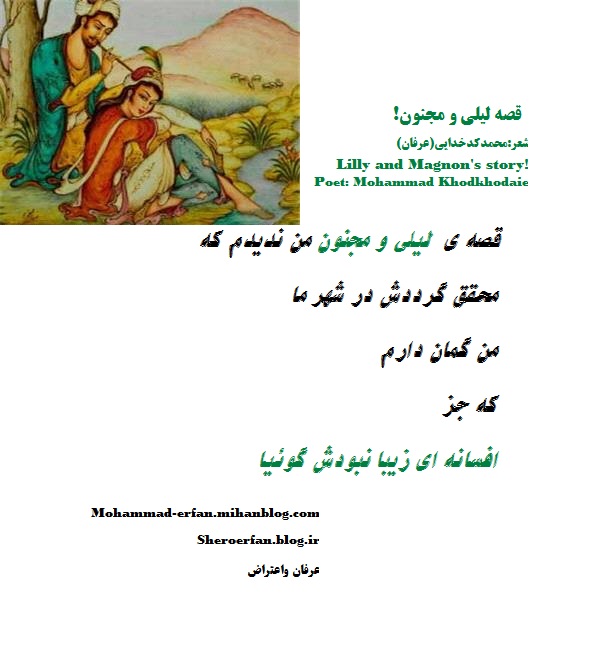 قصه لیلی و مجنون!
شعر:محمدکدخدایی(عرفان)
Lilly and Magnon's story!
Poet: Mohammad Khodkhodaie
قصه ی لیلی و مجنون من ندیدم که
محقق گرددش در شهر ما
من گمان دارم
که جز
افسانه ای زیبا نبودش گوئیا
Mohammad-erfan.mihanblog.com
Sheroerfan.blog.ir
عرفان واعتراض